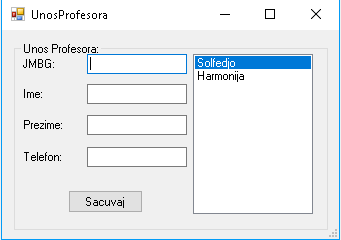 UnosProfesora
Unos Profesora:
JMBG:
Solfedjo
Harmonija
Ime:
Prezime:
Telefon:
Sacuvaj